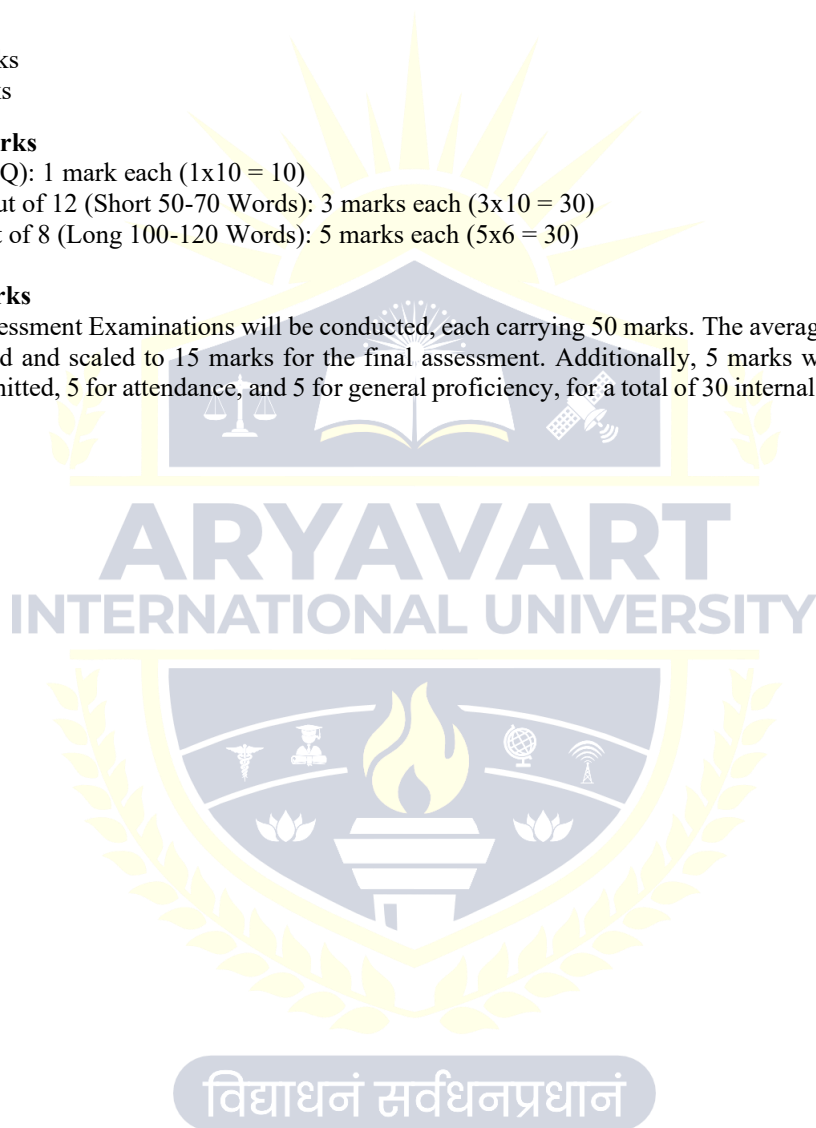 ks
s
rks
Q): 1 mark each (1x10 = 10)
ut of 12 (Short 50-70 Words): 3 marks each (3x10 = 30)
t of 8 (Long 100-120 Words): 5 marks each (5x6 = 30)
rks
essment Examinations will be conducted, each carrying 50 marks. The averag
d and scaled to 15 marks for the final assessment. Additionally, 5 marks w
nitted, 5 for attendance, and 5 for general proficiency, for a total of 30 internal
ARYAVART
INTERNATIONAL UNIVERSITY
विद्याधनं सर्वधनप्रधानं